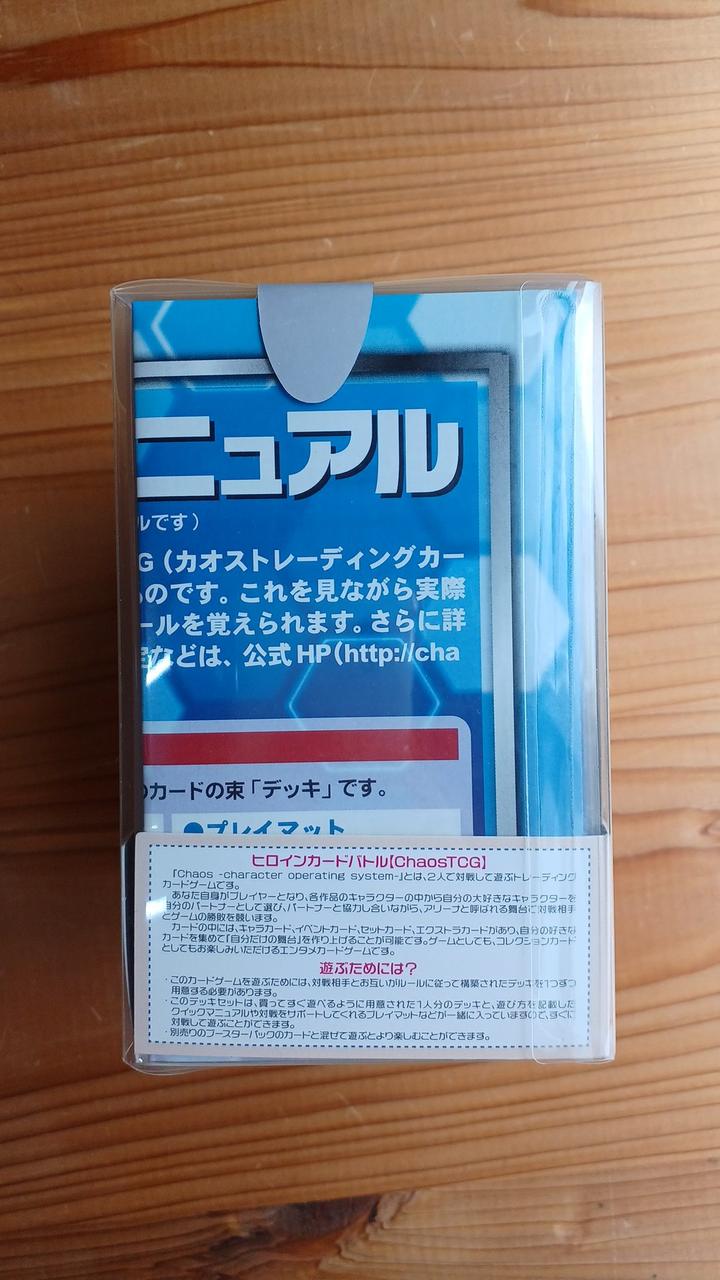 ニュアル
ルです）
G（カオストレーディングカー
のです。これを見ながら実際
ールを覚えられます。さらに詳
などは、公式HP（http://cha
カードの束「デッキ」です。
●プレイマット
ヒロインカードバトル【ChaosTCG】
「Chaos -character operating system-」とは、2人で対戦して遊ぶトレーディング
カードゲームです。
あなた自身がプレイヤーとなり、各作品のキャラクターの中から自分の大好きなキャラクターを
自分のパートナーとして選び、パートナーと協力し合いながら、アリーナと呼ばれる舞台で対戦相手
とゲームの勝敗を競います。
カードの中には、キャラカード、イベントカード、セットカード、エクストラカードがあり、自分の好きな
カードを集めて「自分だけの舞台」を作り上げることが可能です。ゲームとしても、コレクションカード
としてもお楽しみいただけるエンタメカードゲームです。
遊ぶためには？
・このカードゲームを遊ぶためには、対戦相手とお互いがルールに従って構築されたデッキを1つずつ
用意する必要があります。
・このデッキセットは、買ってすぐ遊べるように用意された1人分のデッキと、遊び方を記載した
クイックマニュアルや対戦をサポートしてくれるプレイマットなどが一緒に入っていますので、すぐに
対戦して遊ぶことができます。
・別売りのブースターパックのカードと混ぜて遊ぶとより楽しむことができます。